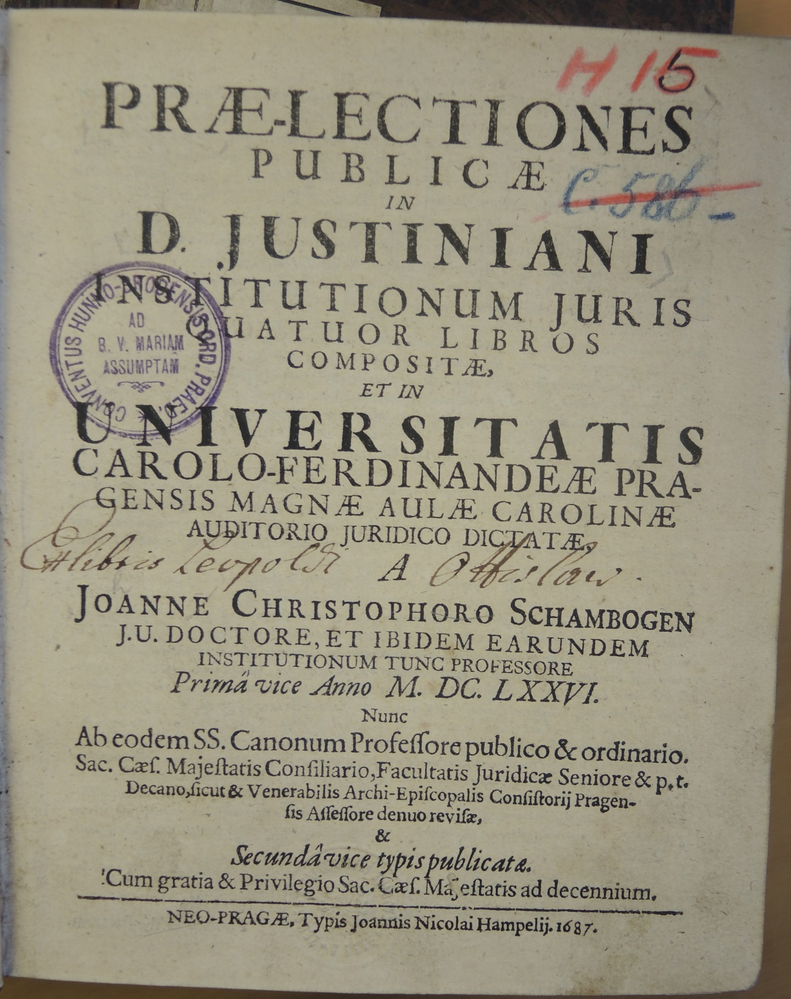 H 15
PRÆ-LECTIONES
PUBLICÆ
C. 586
IN
D. JUSTINIANI
INSTITUTIONUM JURIS
QUATUOR LIBROS
COMPOSITÆ,
ET IN
CONVENTUS HUNNO-BRODENSIS ORD. PRAED.
AD
B. V. MARIAM
ASSUMPTAM
UNIVERSITATIS
CAROLO-FERDINANDEÆ PRA-
GENSIS MAGNÆ AULÆ CAROLINÆ
AUDITORIO JURIDICO DICTATÆ,
Ex libris Leopoldi
A
JOANNE CHRISTOPHORO SCHAMBOGEN
J.U. DOCTORE, ET IBIDEM EARUNDEM
INSTITUTIONUM TUNC PROFESSORE
Primâ vice Anno M. DC. LXXVI.
Nunc
Ab eodem SS. Canonum Profeſſore publico & ordinario.
Sac. Cæſ. Majeſtatis Conſiliario, Facultatis Juridicæ Seniore & p. t.
Decano, ſicut & Venerabilis Archi-Epiſcopalis Conſiſtorij Pragen-
ſis Aſſeſſore denuo reviſæ,
&
Secundâ vice typis publicatæ.
Cum gratia & Privilegio Sac. Cæſ. Majeſtatis ad decennium.
NEO-PRAGÆ, Typis Joannis Nicolai Hampelij. 1687.